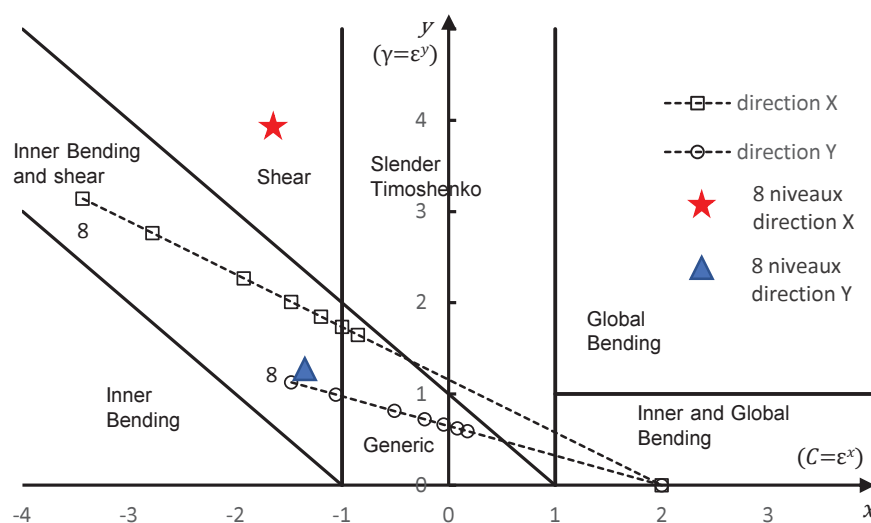 y
(γ=εʸ)
4
3
2
1
0
direction X
direction Y
8 niveaux
direction X
8 niveaux
direction Y
Inner Bending
and shear
Shear
Slender
Timoshenko
8
Global
Bending
8
Inner
Bending
Generic
Inner and Global
Bending
(C=εˣ)
-4
-3
-2
-1
0
1
2
3
x